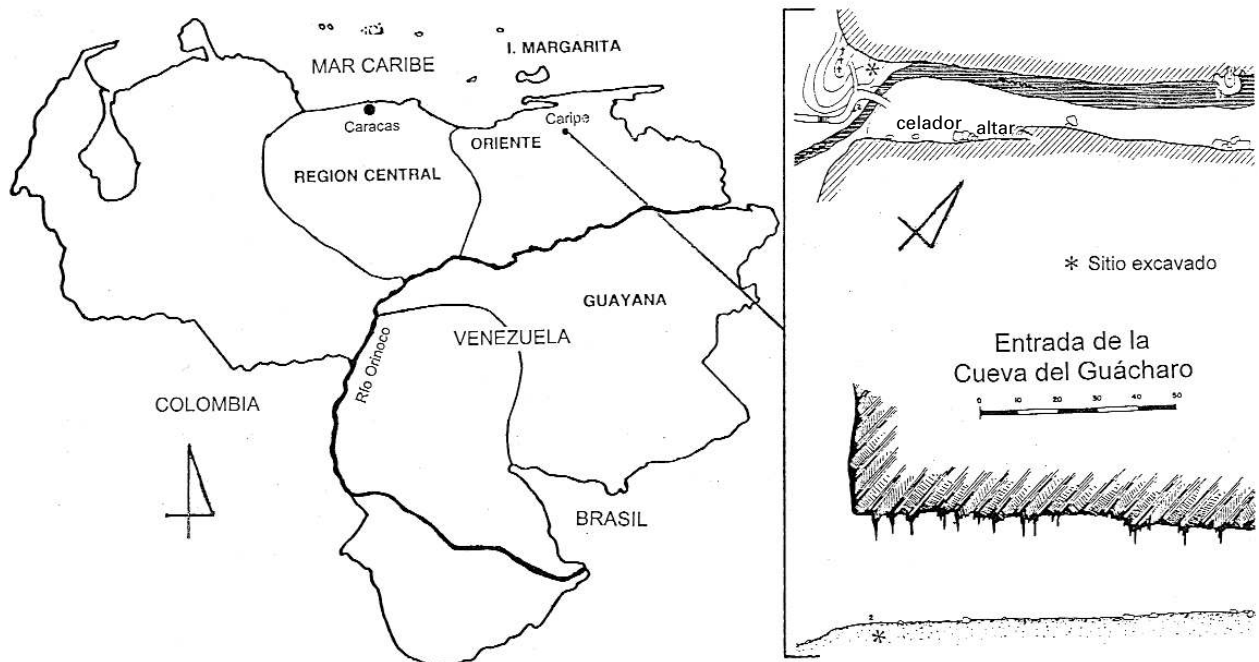 I. MARGARITA
MAR CARIBE
Caracas
Caripe
ORIENTE
REGION CENTRAL
GUAYANA
VENEZUELA
Río Orinoco
COLOMBIA
BRASIL
celador
altar
* Sitio excavado
Entrada de la
Cueva del Guácharo
0 10 20 30 40 50